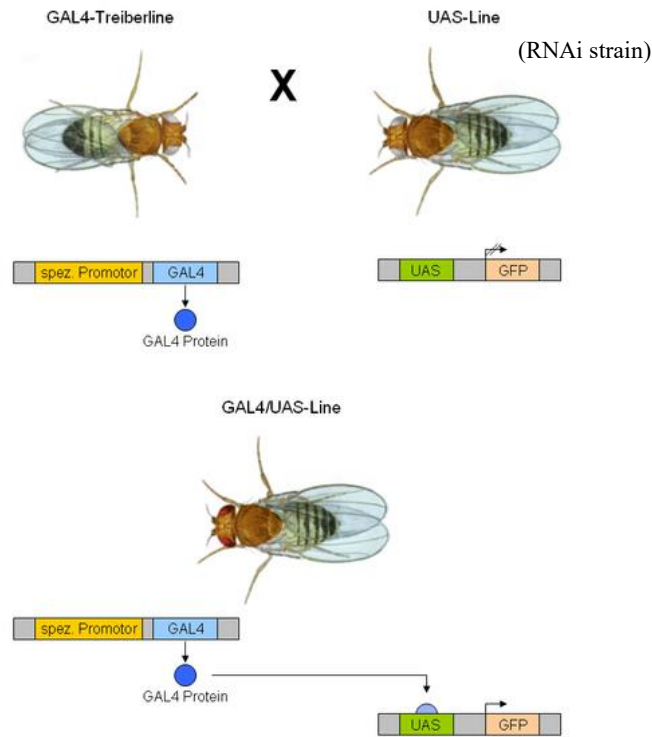 GAL4-Treiberline
UAS-Line
(RNAi strain)
X
spez. Promotor
GAL4
GAL4 Protein
UAS
GFP
GAL4/UAS-Line
spez. Promotor
GAL4
GAL4 Protein
UAS
GFP